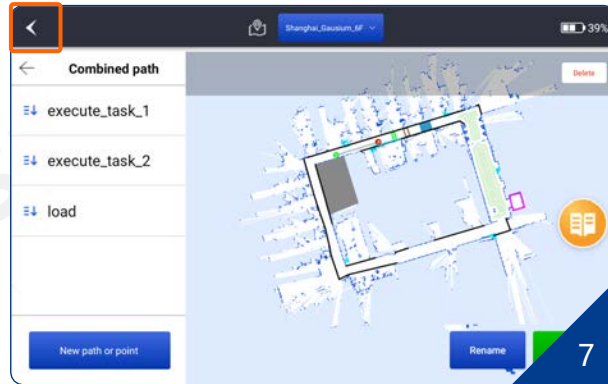 Shanghai_Gausium_6F
39%
Combined path
Delete
execute_task_1
execute_task_2
load
New path or point
Rename
7